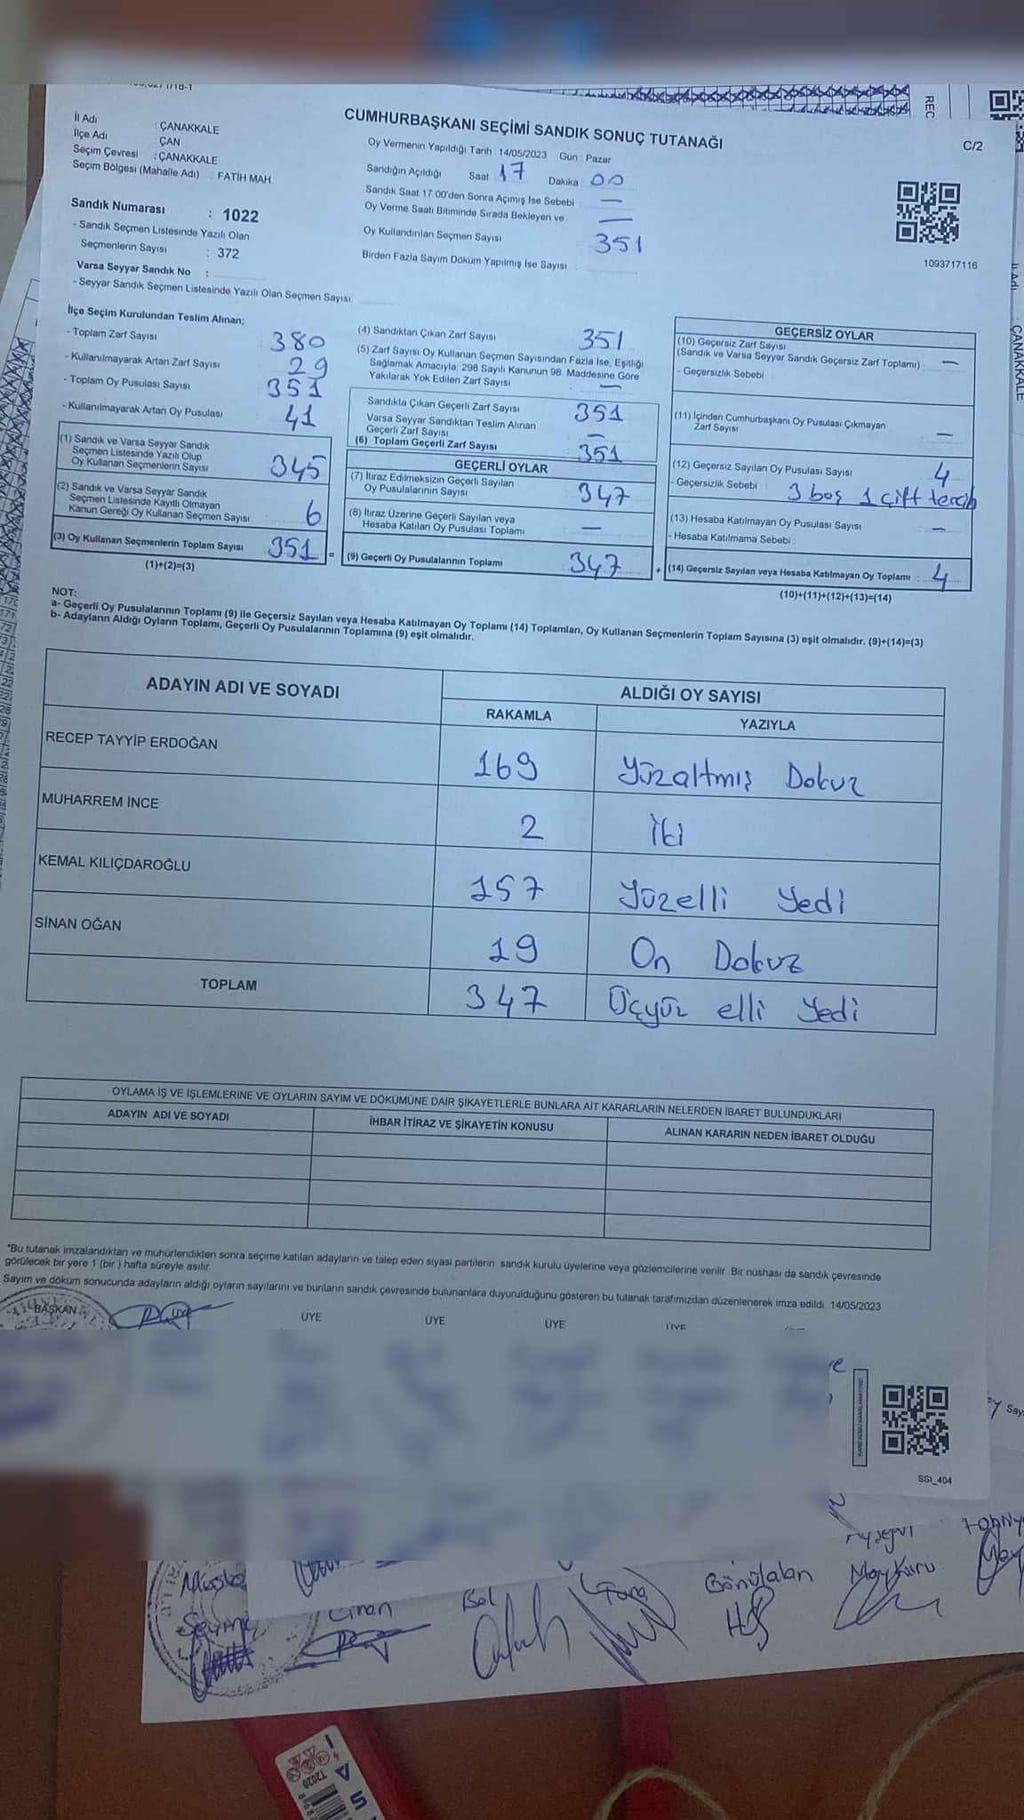 CUMHURBAŞKANI SEÇİMİ SANDIK SONUÇ TUTANAĞI
C/2
REC
İl Adı : ÇANAKKALE
İlçe Adı : ÇAN
Seçim Çevresi : ÇANAKKALE
Seçim Bölgesi (Mahalle Adı) FATİH MAH
Sandık Numarası : 1022
- Sandık Seçmen Listesinde Yazılı Olan
Seçmenlerin Sayısı : 372
Varsa Seyyar Sandık No :
- Seyyar Sandık Seçmen Listesinde Yazılı Olan Seçmen Sayısı
Oy Vermenin Yapıldığı Tarih : 14/05/2023 Gün : Pazar
Sandığın Açıldığı Saat 17 Dakika 00
Sandık Saat 17:00'den Sonra Açımış İse Sebebi —
Oy Verme Saati Bitiminde Sırada Bekleyen ve —
Oy Kullandırılan Seçmen Sayısı 351
Birden Fazla Sayım Döküm Yapılmış İse Sayısı
1093717116
İlçe Seçim Kurulundan Teslim Alınan;
- Toplam Zarf Sayısı 380
- Kullanılmayarak Artan Zarf Sayısı 29
- Toplam Oy Pusulası Sayısı 351
- Kullanılmayarak Artan Oy Pusulası 41
(1) Sandık ve Varsa Seyyar Sandık
Seçmen Listesinde Yazılı Olup
Oy Kullanan Seçmenlerin Sayısı 345
(2) Sandık ve Varsa Seyyar Sandık
Seçmen Listesinde Kayıtlı Olmayan
Kanun Gereği Oy Kullanan Seçmen Sayısı 6
(3) Oy Kullanan Seçmenlerin Toplam Sayısı 351 =
(1)+(2)=(3)
(4) Sandıktan Çıkan Zarf Sayısı 351
(5) Zarf Sayısı Oy Kullanan Seçmen Sayısından Fazla İse, Eşitliği
Sağlamak Amacıyla, 298 Sayılı Kanunun 98. Maddesine Göre
Yakılarak Yok Edilen Zarf Sayısı —
Sandıkta Çıkan Geçerli Zarf Sayısı 351
Varsa Seyyar Sandıktan Teslim Alınan
Geçerli Zarf Sayısı —
(6) Toplam Geçerli Zarf Sayısı 351
GEÇERLİ OYLAR
(7) İtiraz Edilmeksizin Geçerli Sayılan
Oy Pusulalarının Sayısı 347
(8) İtiraz Üzerine Geçerli Sayılan veya
Hesaba Katılan Oy Pusulası Toplamı —
(9) Geçerli Oy Pusulalarının Toplamı 347 +
GEÇERSİZ OYLAR
(10) Geçersiz Zarf Sayısı
(Sandık ve Varsa Seyyar Sandık Geçersiz Zarf Toplamı) —
- Geçersizlik Sebebi
(11) İçinden Cumhurbaşkanı Oy Pusulası Çıkmayan
Zarf Sayısı —
(12) Geçersiz Sayılan Oy Pusulası Sayısı 4
- Geçersizlik Sebebi : 3 boş 1 çift tercih
(13) Hesaba Katılmayan Oy Pusulası Sayısı —
- Hesaba Katılmama Sebebi :
(14) Geçersiz Sayılan veya Hesaba Katılmayan Oy Toplamı : 4
(10)+(11)+(12)+(13)=(14)
NOT:
a- Geçerli Oy Pusulalarının Toplamı (9) ile Geçersiz Sayılan veya Hesaba Katılmayan Oy Toplamı (14) Toplamları, Oy Kullanan Seçmenlerin Toplam Sayısına (3) eşit olmalıdır. (9)+(14)=(3)
b- Adayların Aldığı Oyların Toplamı, Geçerli Oy Pusulalarının Toplamına (9) eşit olmalıdır.
ADAYIN ADI VE SOYADI ALDIĞI OY SAYISI
RAKAMLA YAZIYLA
RECEP TAYYİP ERDOĞAN 169 Yüzaltmış Dokuz
MUHARREM İNCE 2 İki
KEMAL KILIÇDAROĞLU 157 Yüzelli Yedi
SİNAN OĞAN 19 On Dokuz
TOPLAM 347 Üçyüz elli Yedi
OYLAMA İŞ VE İŞLEMLERİNE VE OYLARIN SAYIM VE DÖKÜMÜNE DAİR ŞİKAYETLERLE BUNLARA AİT KARARLARIN NELERDEN İBARET BULUNDUKLARI
ADAYIN ADI VE SOYADI İHBAR İTİRAZ VE ŞİKAYETİN KONUSU ALINAN KARARIN NEDEN İBARET OLDUĞU
*Bu tutanak imzalandıktan ve mühürlendikten sonra seçime katılan adayların ve talep eden siyasi partilerin sandık kurulu üyelerine veya gözlemcilerine verilir. Bir nüshası da sandık çevresinde
görülecek bir yere 1 (bir ) hafta süreyle asılır.
Sayım ve döküm sonucunda adayların aldığı oyların sayılarını ve bunların sandık çevresinde bulunanlara duyurulduğunu gösteren bu tutanak tarafımızdan düzenlenerek imza edildi. 14/05/2023
BAŞKAN ÜYE ÜYE ÜYE ÜYE ÜYE
SSI_404
ÇANAKKALE
İl Adı
Gönülalan
T2020